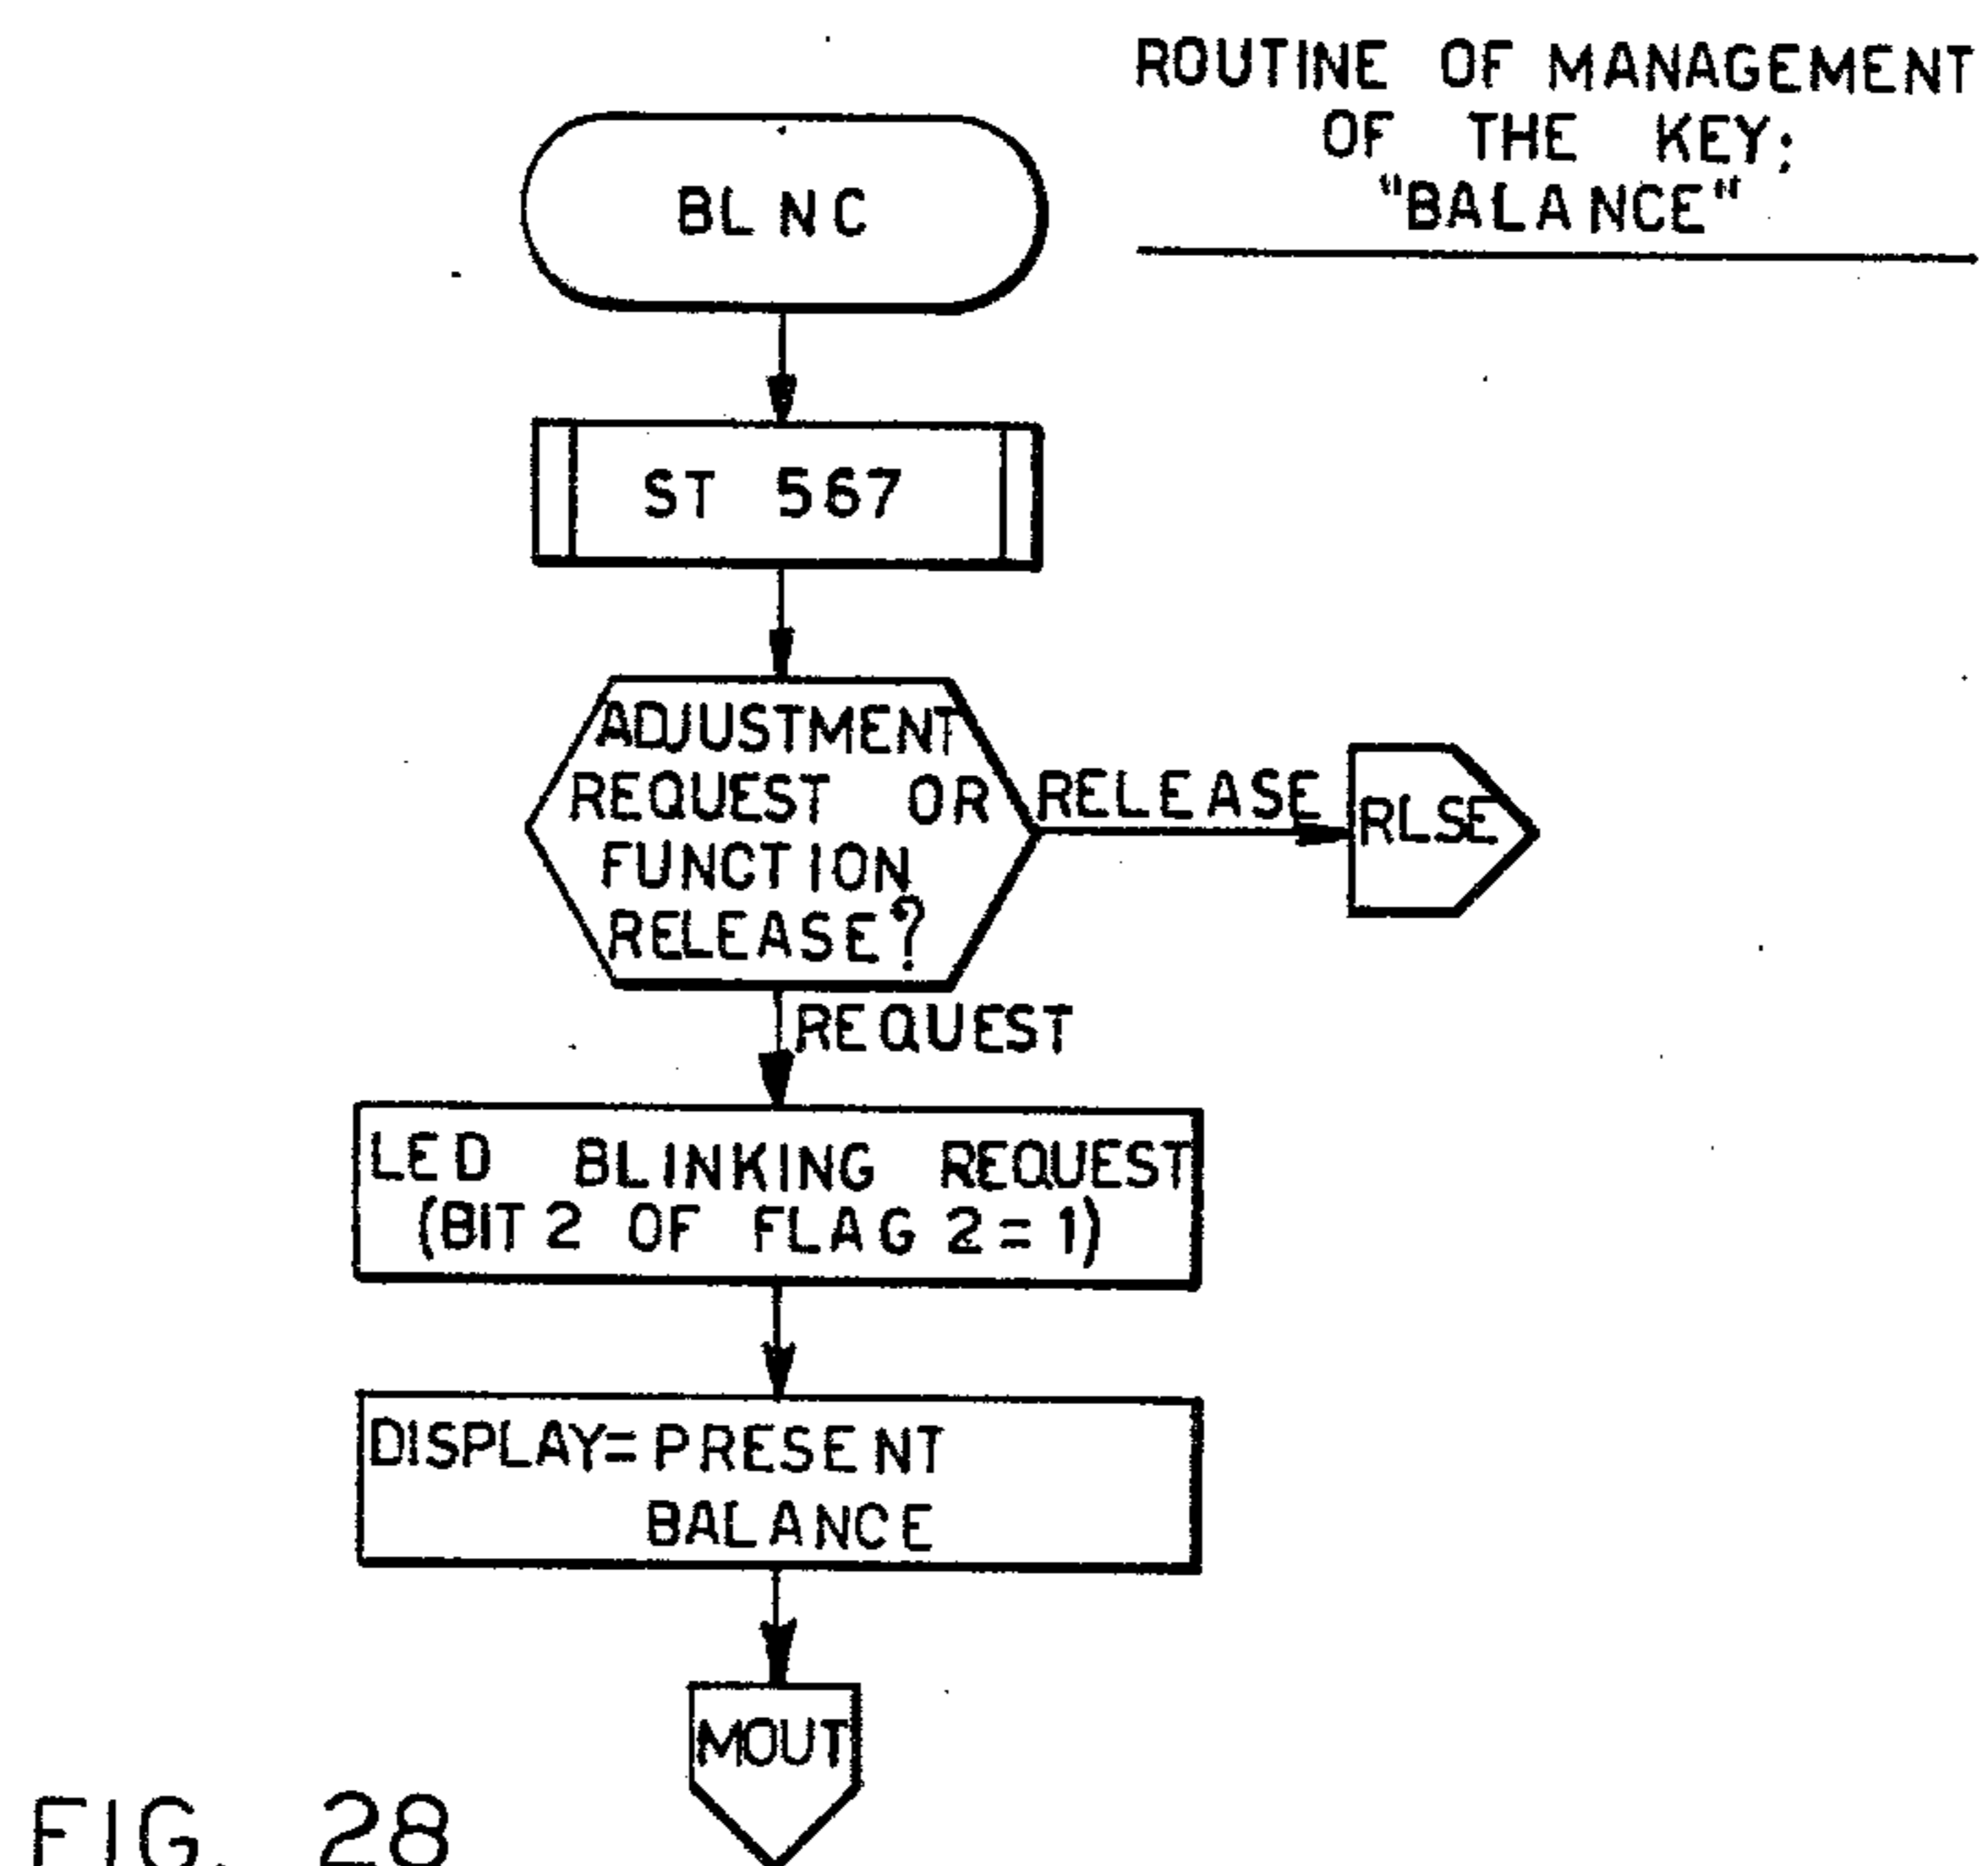 ROUTINE OF MANAGEMENT
OF THE KEY:
"BALANCE"
BLNC
ST 567
ADJUSTMENT
REQUEST OR
FUNCTION
RELEASE?
RELEASE
RLSE
REQUEST
LED BLINKING REQUEST
(BIT 2 OF FLAG 2=1)
DISPLAY=PRESENT
BALANCE
MOUT
FIG. 28